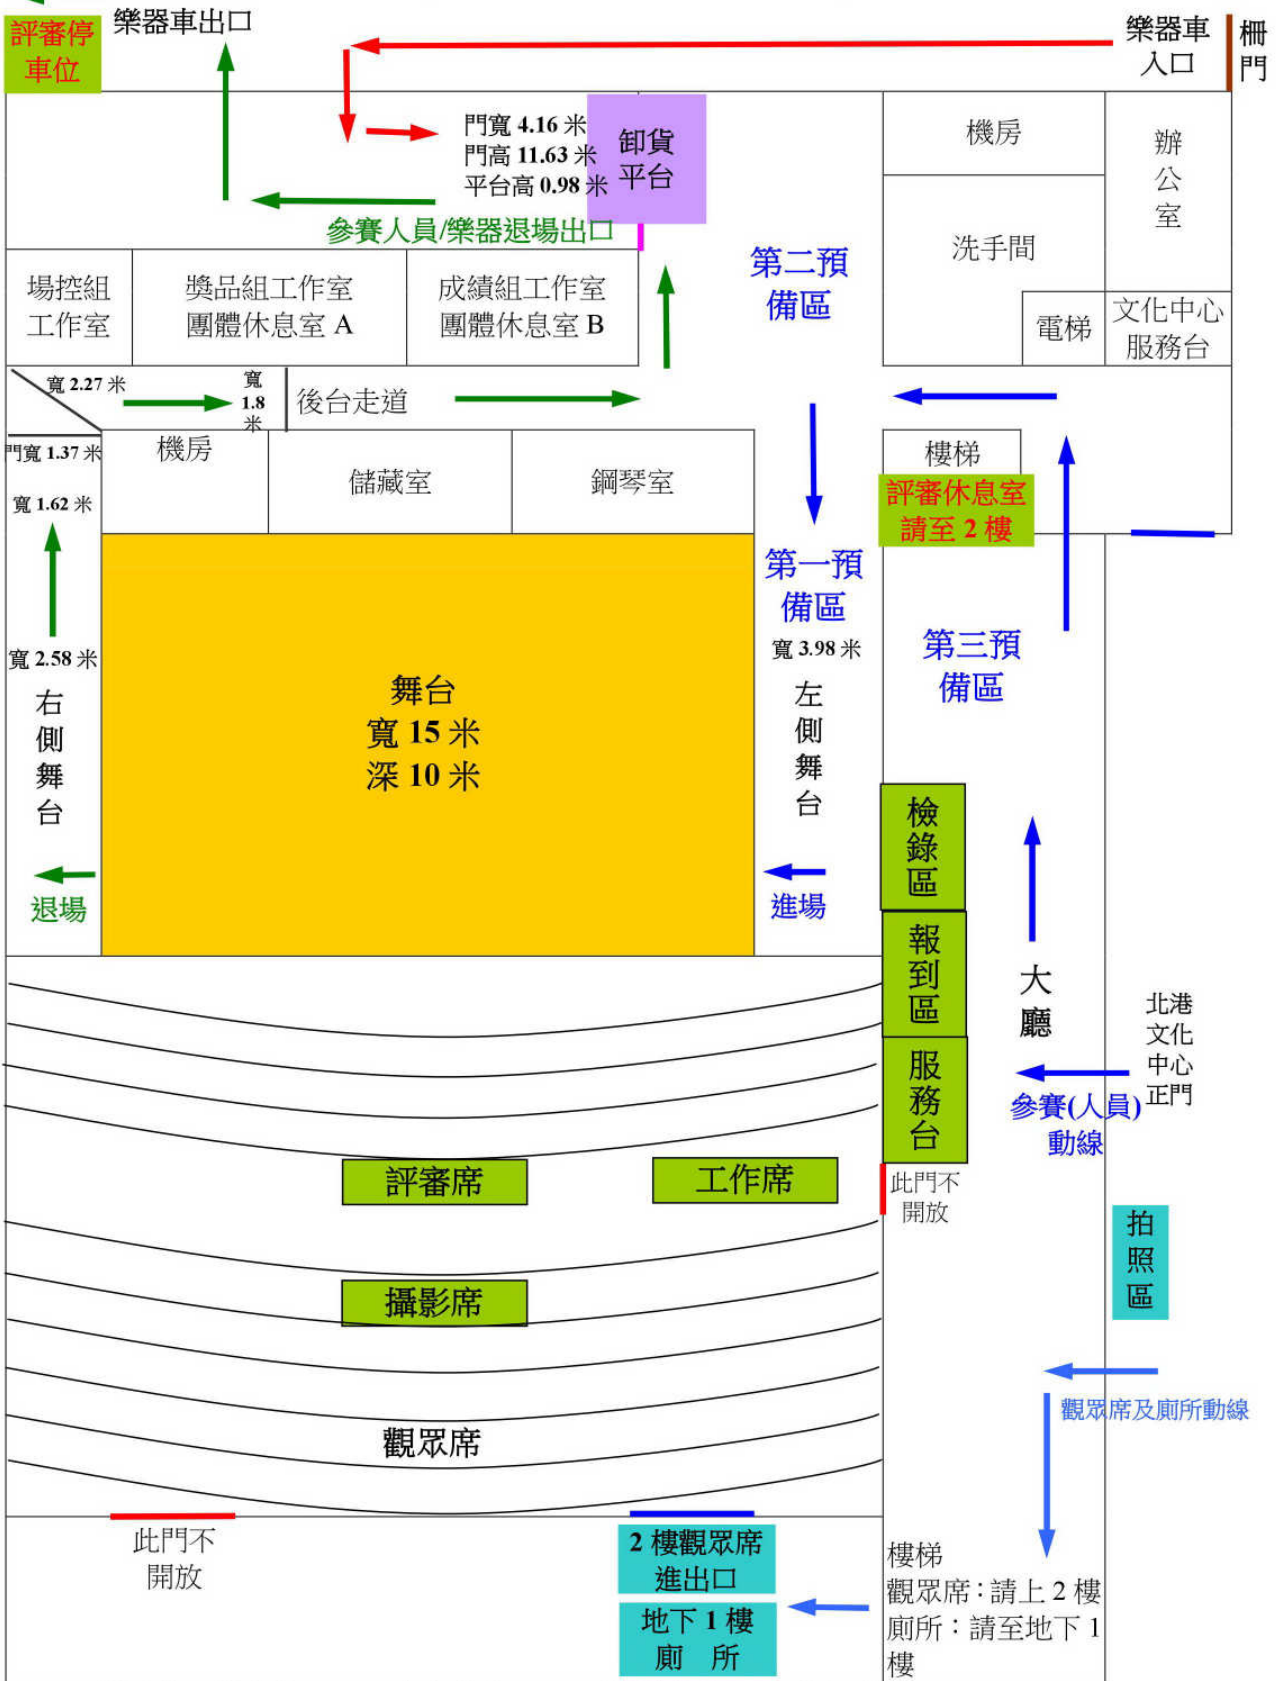 評審停
車位
樂器車出口
樂器車
入口
柵
門
門寬 4.16 米
門高 11.63 米
平台高 0.98 米
卸貨
平台
參賽人員/樂器退場出口
機房
辦
公
室
洗手間
第二預
備區
場控組
工作室
獎品組工作室
團體休息室 A
成績組工作室
團體休息室 B
電梯
文化中心
服務台
寬 2.27 米
寬
1.8
米
後台走道
門寬 1.37 米
寬 1.62 米
機房
儲藏室
鋼琴室
樓梯
評審休息室
請至 2 樓
第一預
備區
寬 3.98 米
第三預
備區
寬 2.58 米
右
側
舞
台
舞台
寬 15 米
深 10 米
左
側
舞
台
檢
錄
區
退場
進場
報
到
區
大
廳
北港
文化
中心
正門
服
務
台
參賽(人員)
動線
評審席
工作席
此門不
開放
拍
照
區
攝影席
觀眾席及廁所動線
觀眾席
此門不
開放
2 樓觀眾席
進出口
地下 1 樓
廁 所
樓梯
觀眾席：請上 2 樓
廁所：請至地下 1
樓